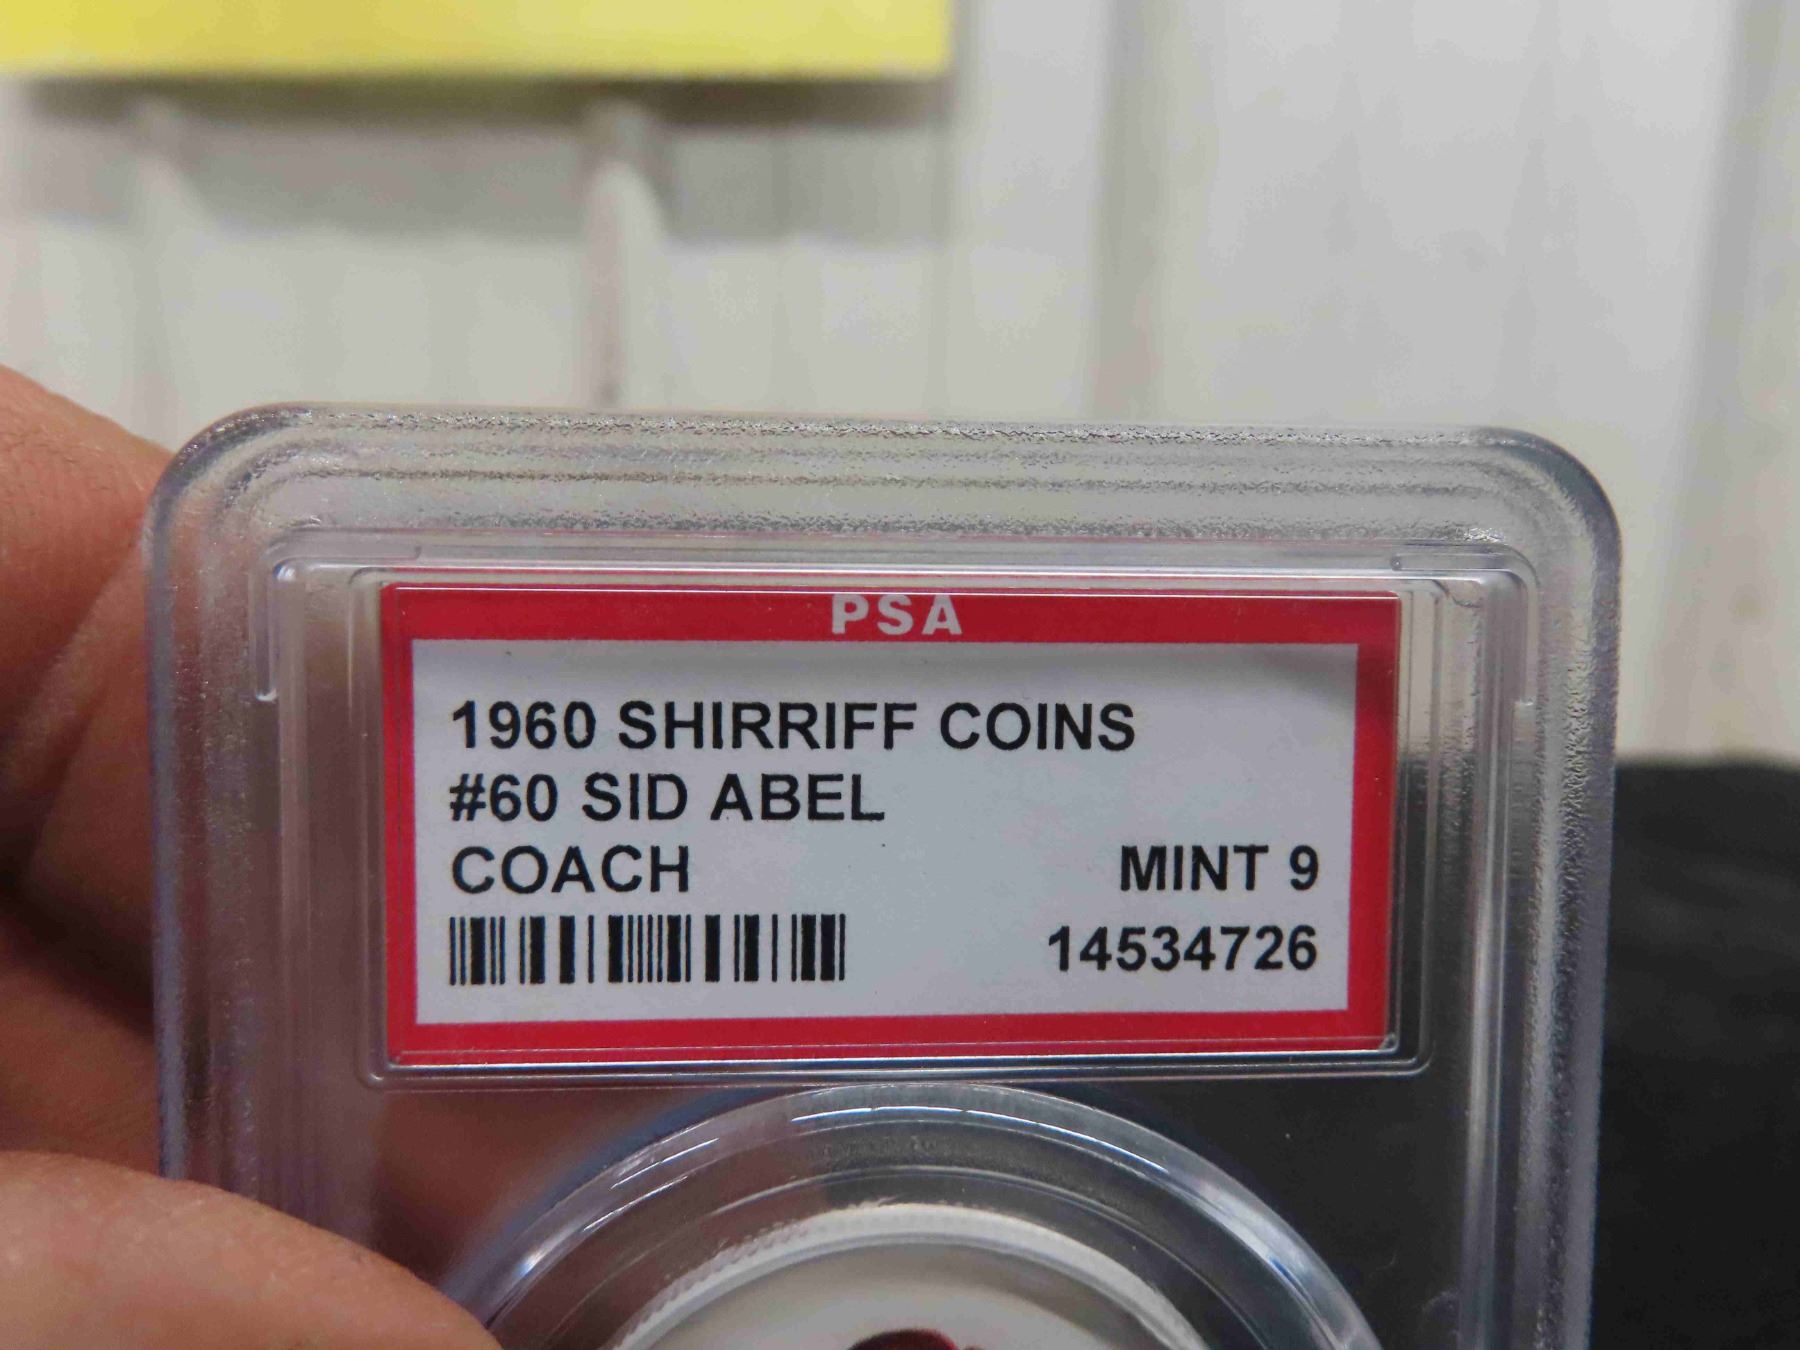 PSA
1960 SHIRRIFF COINS
#60 SID ABEL
COACH MINT 9
14534726